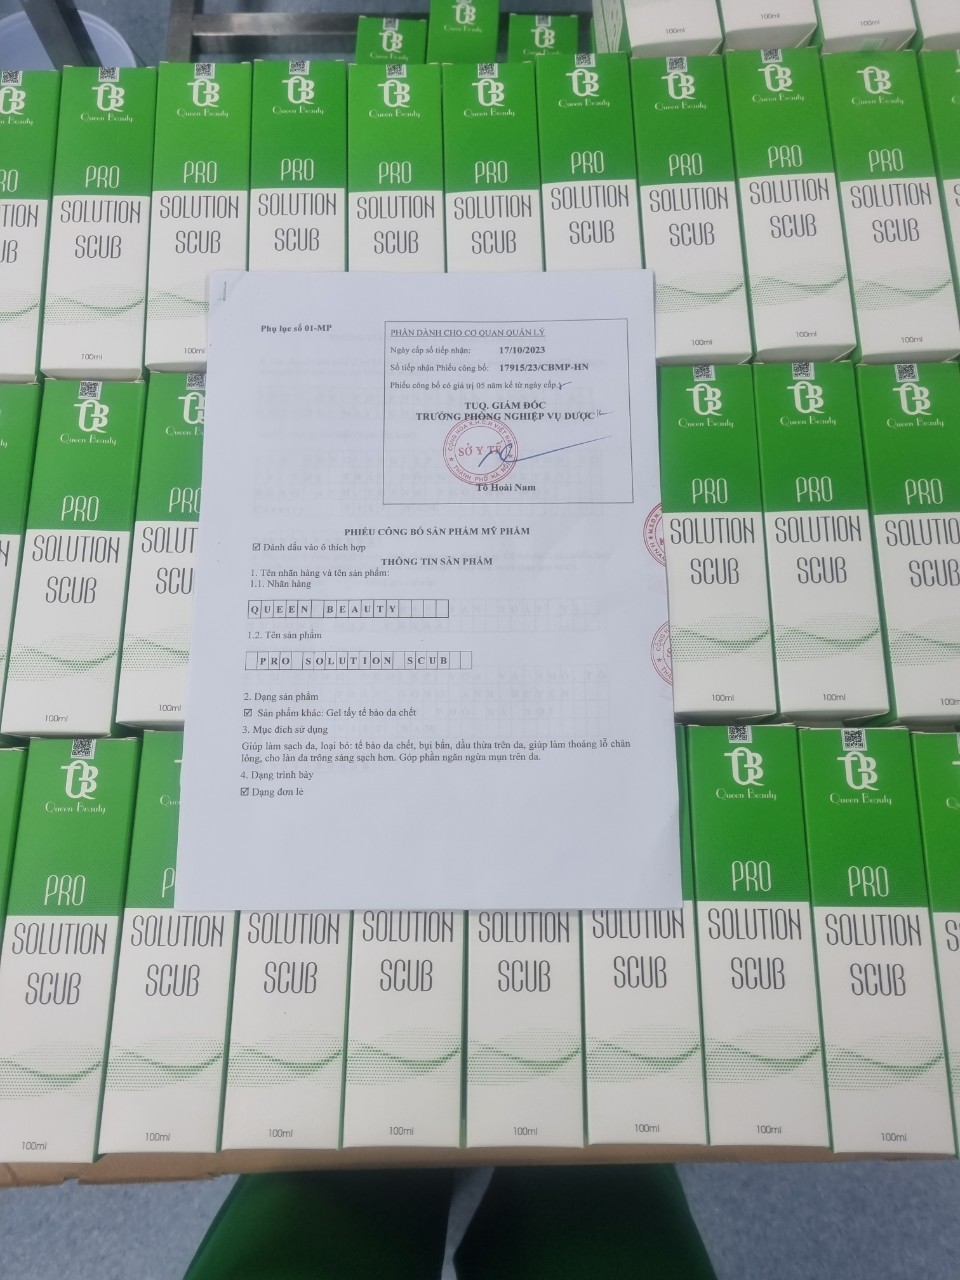 Queen Beauty
PRO
SOLUTION
SCUB
100ml
Phụ lục số 01-MP
PHẦN DÀNH CHO CƠ QUAN QUẢN LÝ
Ngày cấp số tiếp nhận: 17/10/2023
Số tiếp nhận Phiếu công bố: 17915/23/CBMP-HN
Phiếu công bố có giá trị 05 năm kể từ ngày cấp.
TUQ. GIÁM ĐỐC
TRƯỞNG PHÒNG NGHIỆP VỤ DƯỢC
SỞ Y TẾ
THÀNH PHỐ HÀ NỘI
Tô Hoài Nam
PHIẾU CÔNG BỐ SẢN PHẨM MỸ PHẨM
☑ Đánh dấu vào ô thích hợp
THÔNG TIN SẢN PHẨM
1. Tên nhãn hàng và tên sản phẩm:
1.1. Nhãn hàng
QUEEN BEAUTY
1.2. Tên sản phẩm
PRO SOLUTION SCUB
2. Dạng sản phẩm
☑ Sản phẩm khác: Gel tẩy tế bào da chết
3. Mục đích sử dụng
Giúp làm sạch da, loại bỏ: tế bào da chết, bụi bẩn, dầu thừa trên da, giúp làm thoáng lỗ chân
lông, cho làn da trông sáng sạch hơn. Góp phần ngăn ngừa mụn trên da.
4. Dạng trình bày
☑ Dạng đơn lẻ